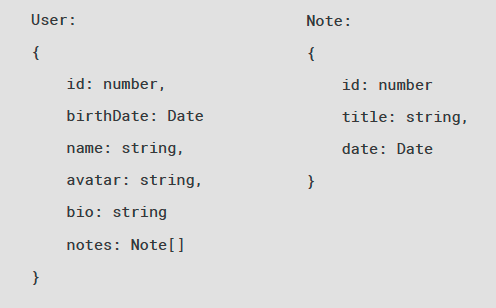 User:
{
id: number,
birthDate: Date
name: string,
avatar: string,
bio: string
notes: Note[]
}
Note:
{
id: number
title: string,
date: Date
}